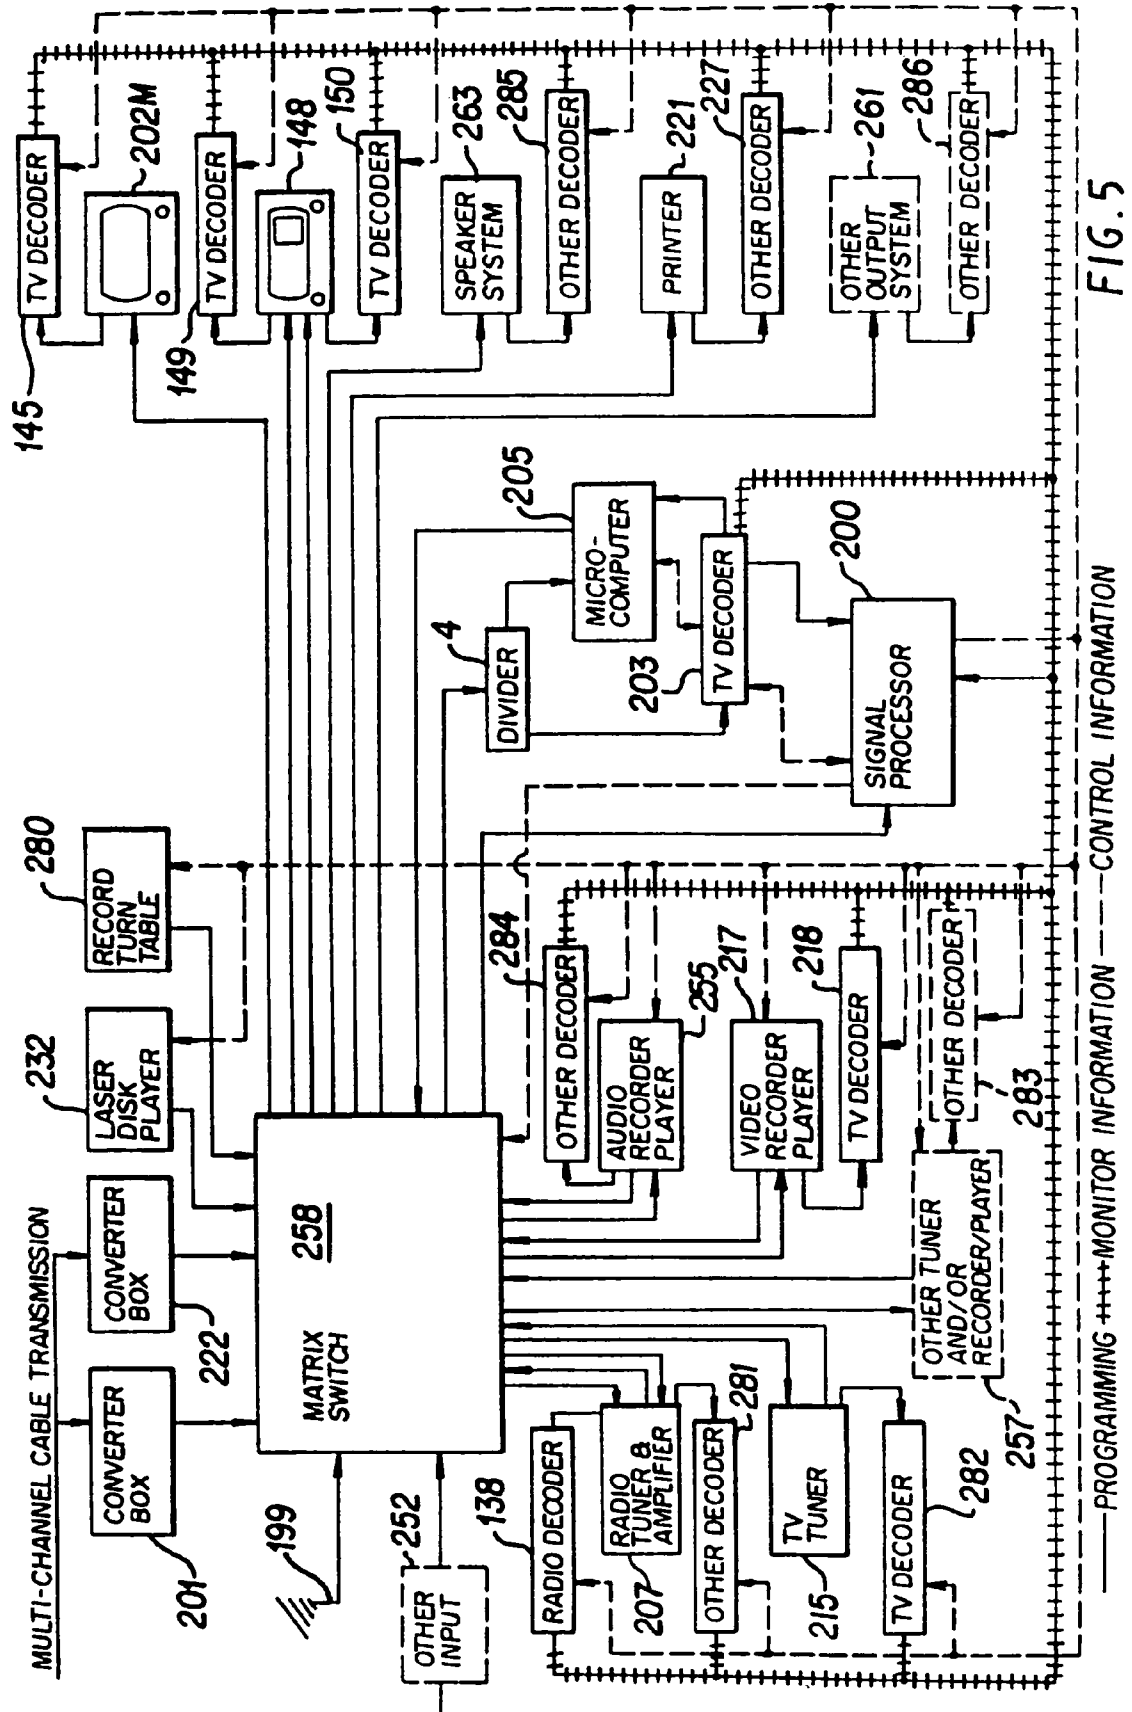 MULTI-CHANNEL CABLE TRANSMISSION
201
CONVERTER
BOX
222
CONVERTER
BOX
232
LASER
DISK
PLAYER
280
RECORD
TURN
TABLE
199
252
OTHER
INPUT
MATRIX
SWITCH
258
145
TV DECODER
202M
149
TV DECODER
148
150
TV DECODER
SPEAKER
SYSTEM
263
285
OTHER DECODER
PRINTER
221
227
OTHER DECODER
OTHER
OUTPUT
SYSTEM
261
286
OTHER DECODER
4
DIVIDER
205
MICRO-
COMPUTER
203
TV DECODER
200
SIGNAL
PROCESSOR
138
RADIO DECODER
207
RADIO
TUNER &
AMPLIFIER
281
OTHER DECODER
215
TV
TUNER
282
TV DECODER
284
OTHER DECODER
255
AUDIO
RECORDER
PLAYER
217
VIDEO
RECORDER
PLAYER
218
TV DECODER
257
OTHER TUNER
AND/OR
RECORDER/PLAYER
283
OTHER DECODER
PROGRAMMING
MONITOR INFORMATION
CONTROL INFORMATION
FIG. 5